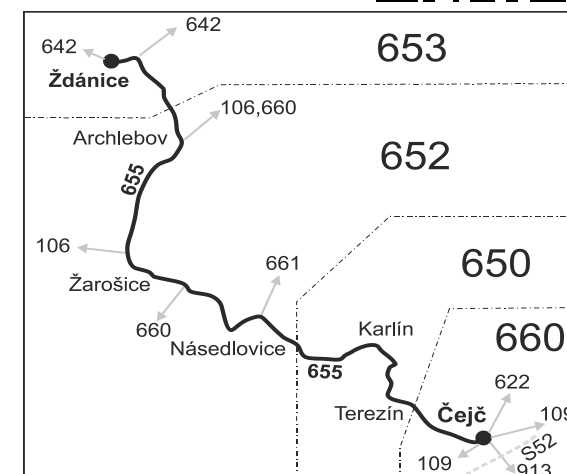 642
653
642
Ždánice
106,660
Archlebov
652
655
106
661
650
Žarošice
660
Karlín
660
Násedlovice
655
622
Terezín
Čejč
109
S52
109
913